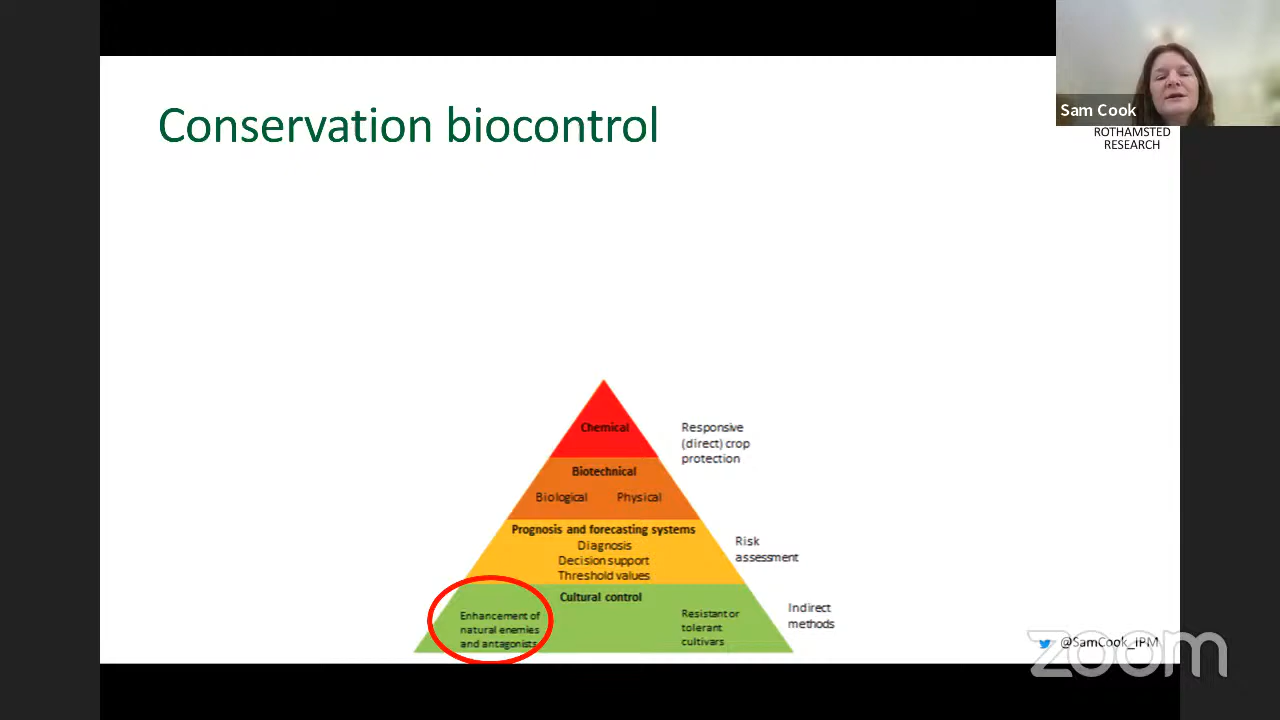 Conservation biocontrol
Sam Cook
ROTHAMSTED
RESEARCH
Chemical
Responsive
(direct) crop
protection
Biotechnical
Biological Physical
Prognosis and forecasting systems
Diagnosis
Decision support
Threshold values
Risk
assessment
Cultural control
Enhancement of
natural enemies
and antagonists
Resistant or
tolerant
cultivars
Indirect
methods
@SamCook_IPM
zoom